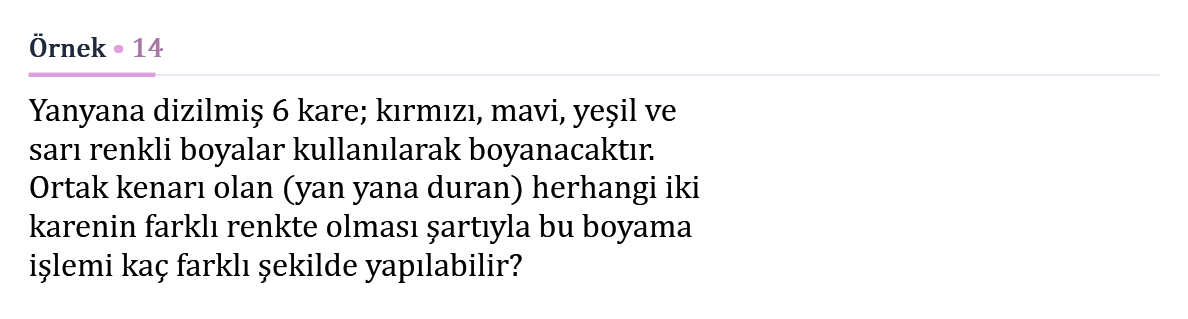 Örnek • 14
Yanyana dizilmiş 6 kare; kırmızı, mavi, yeşil ve
sarı renkli boyalar kullanılarak boyanacaktır.
Ortak kenarı olan (yan yana duran) herhangi iki
karenin farklı renkte olması şartıyla bu boyama
işlemi kaç farklı şekilde yapılabilir?